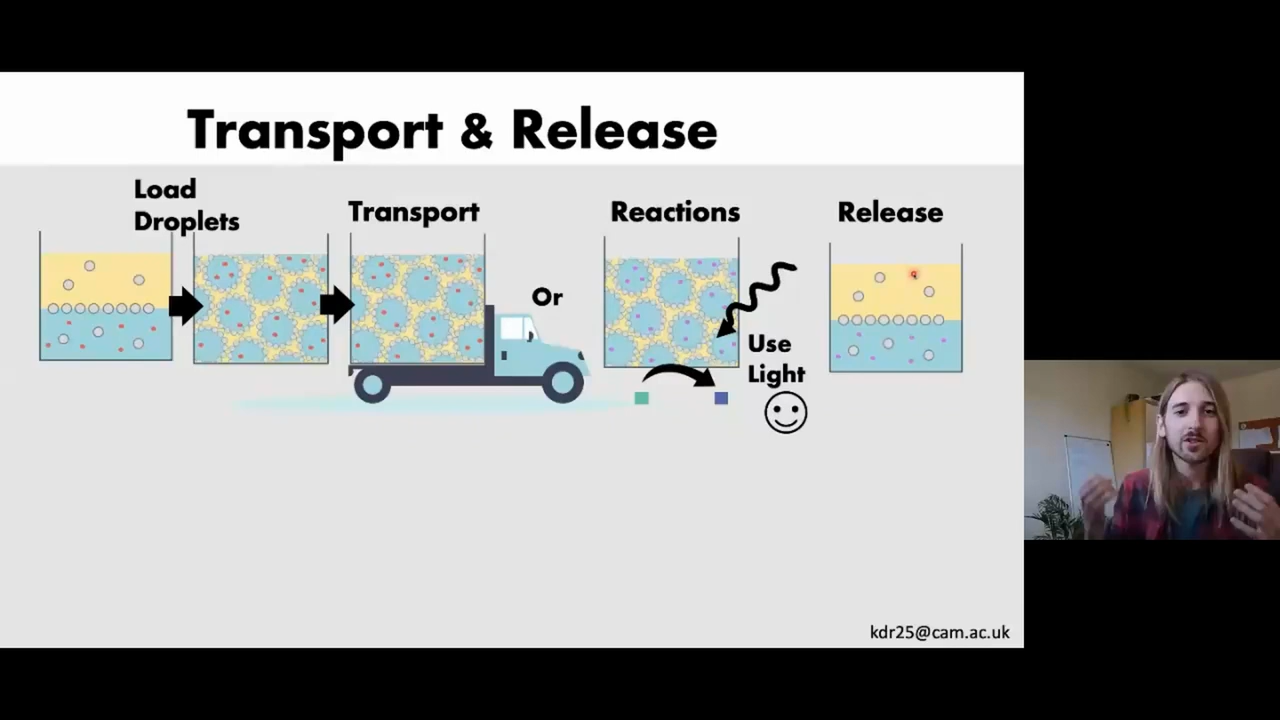 Transport & Release
Load
Droplets
Transport
Or
Reactions
Use
Light
Release
kdr25@cam.ac.uk